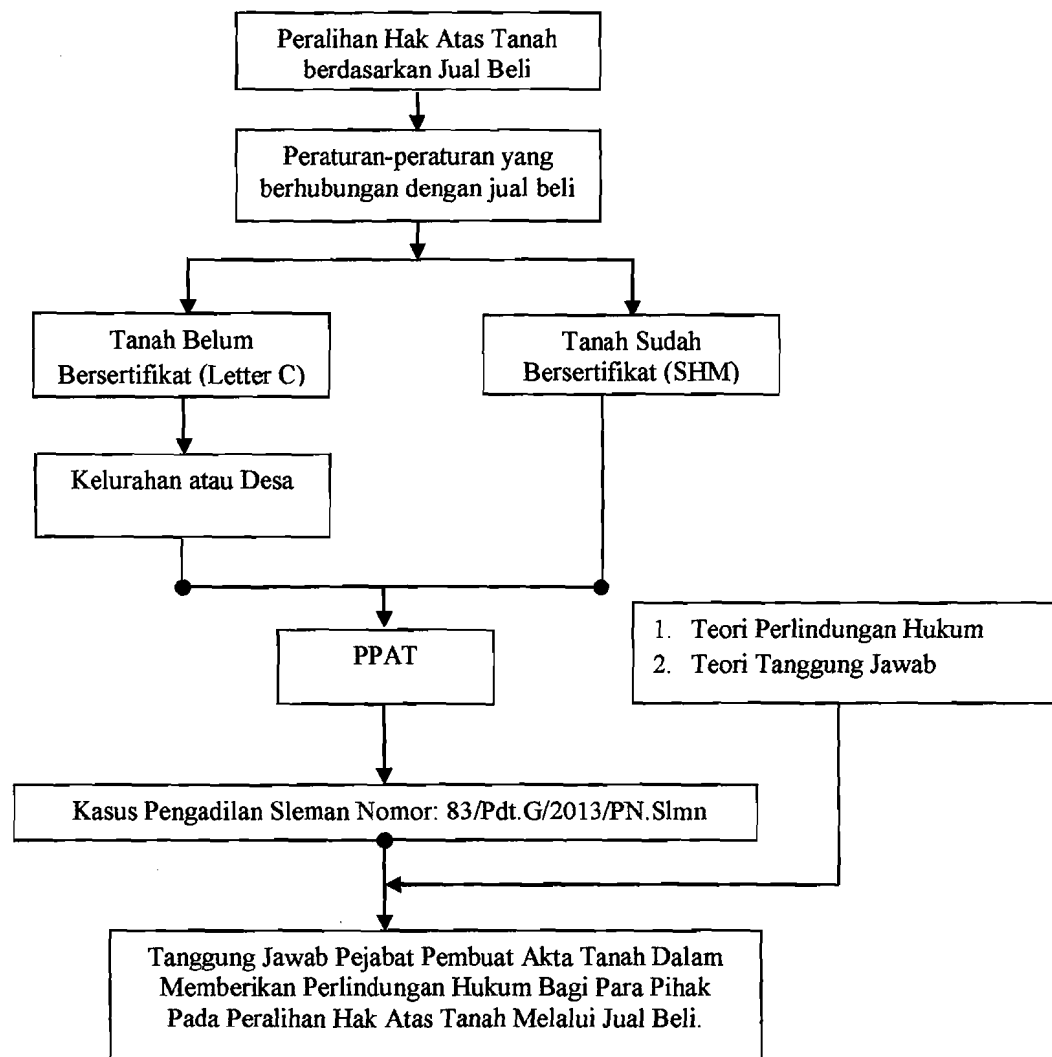 Peralihan Hak Atas Tanah
berdasarkan Jual Beli
Peraturan-peraturan yang
berhubungan dengan jual beli
Tanah Belum
Bersertifikat (Letter C)
Tanah Sudah
Bersertifikat (SHM)
Kelurahan atau Desa
PPAT
1. Teori Perlindungan Hukum
2. Teori Tanggung Jawab
Kasus Pengadilan Sleman Nomor: 83/Pdt.G/2013/PN.Slmn
Tanggung Jawab Pejabat Pembuat Akta Tanah Dalam
Memberikan Perlindungan Hukum Bagi Para Pihak
Pada Peralihan Hak Atas Tanah Melalui Jual Beli.